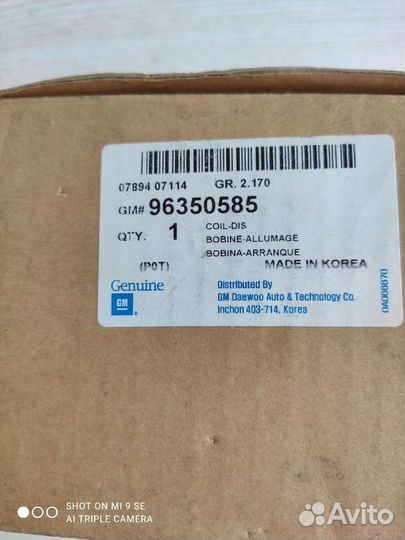 07894 07114 GR. 2.170
GM# 96350585
QTY. 1 COIL-DIS
BOBINE-ALLUMAGE
BOBINA-ARRANQUE
(P0T) MADE IN KOREA
Genuine
GM
Distributed By
GM Daewoo Auto & Technology Co.
Inchon 403-714, Korea
0A068870
SHOT ON MI 9 SE
AI TRIPLE CAMERA
Avito